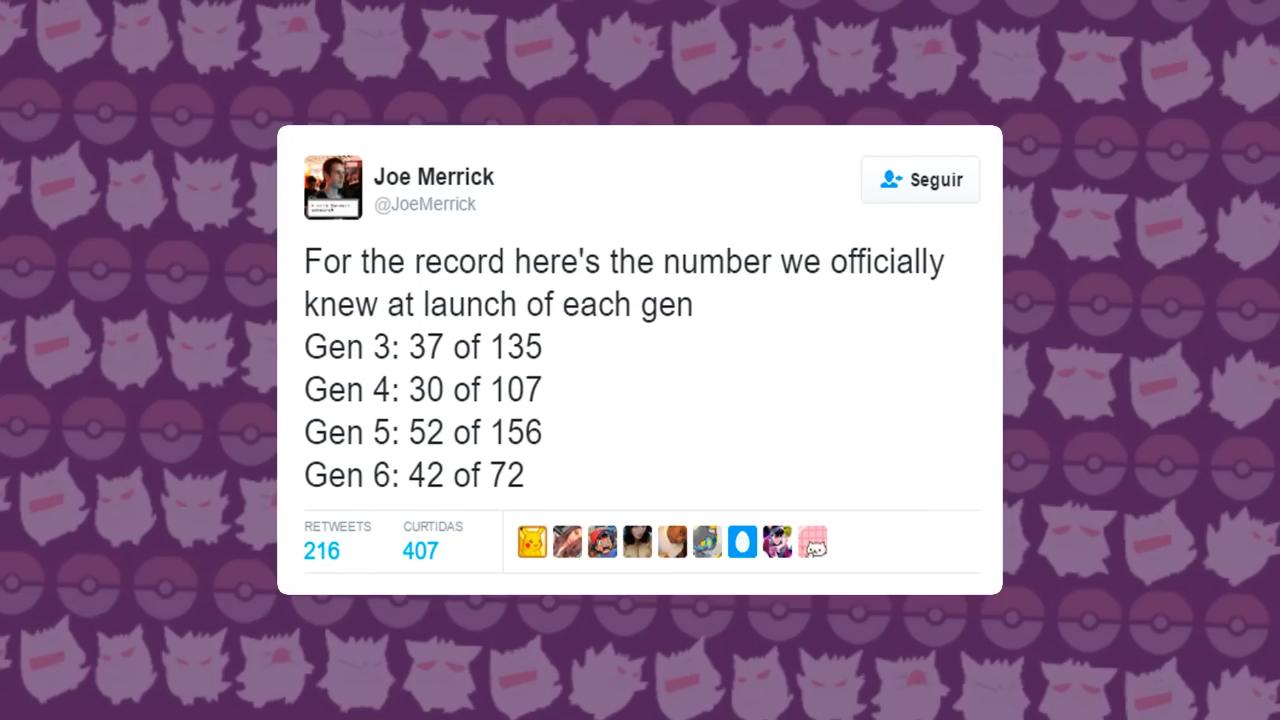 Joe Merrick
@JoeMerrick
Seguir
For the record here's the number we officially
knew at launch of each gen
Gen 3: 37 of 135
Gen 4: 30 of 107
Gen 5: 52 of 156
Gen 6: 42 of 72
RETWEETS CURTIDAS
216 407